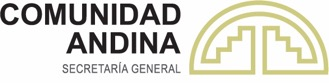 COMUNIDAD
ANDINA
SECRETARÍA GENERAL